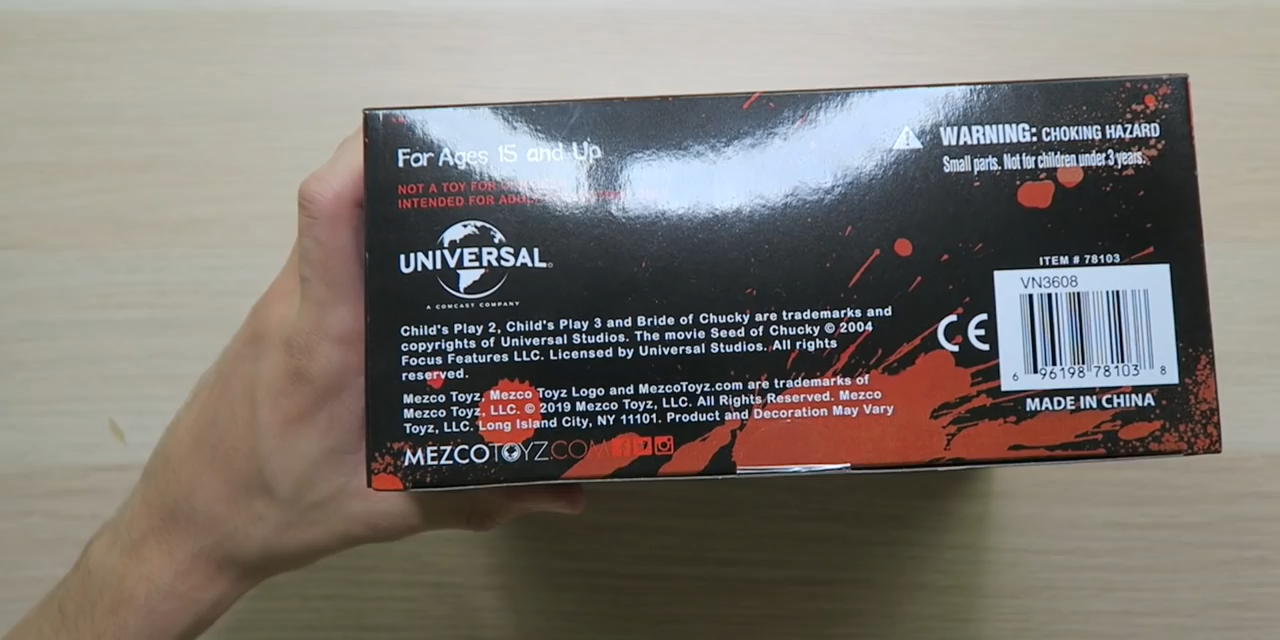 For Ages 15 and Up
NOT A TOY FOR
INTENDED FOR
UNIVERSAL
A COMCAST COMPANY
Child's Play 2, Child's Play 3 and Bride of Chucky are trademarks and
copyrights of Universal Studios. The movie Seed of Chucky © 2004
Focus Features LLC. Licensed by Universal Studios. All rights
reserved.
Mezco Toyz, Mezco Toyz Logo and MezcoToyz.com are trademarks of
Mezco Toyz, LLC. © 2019 Mezco Toyz, LLC. All Rights Reserved. Mezco
Toyz, LLC. Long Island City, NY 11101. Product and Decoration May Vary
MEZCOTOYZ.COM
WARNING: CHOKING HAZARD
Small parts. Not for children under 3 years.
ITEM # 78103
VN3608
CE
6 96198 78103 8
MADE IN CHINA